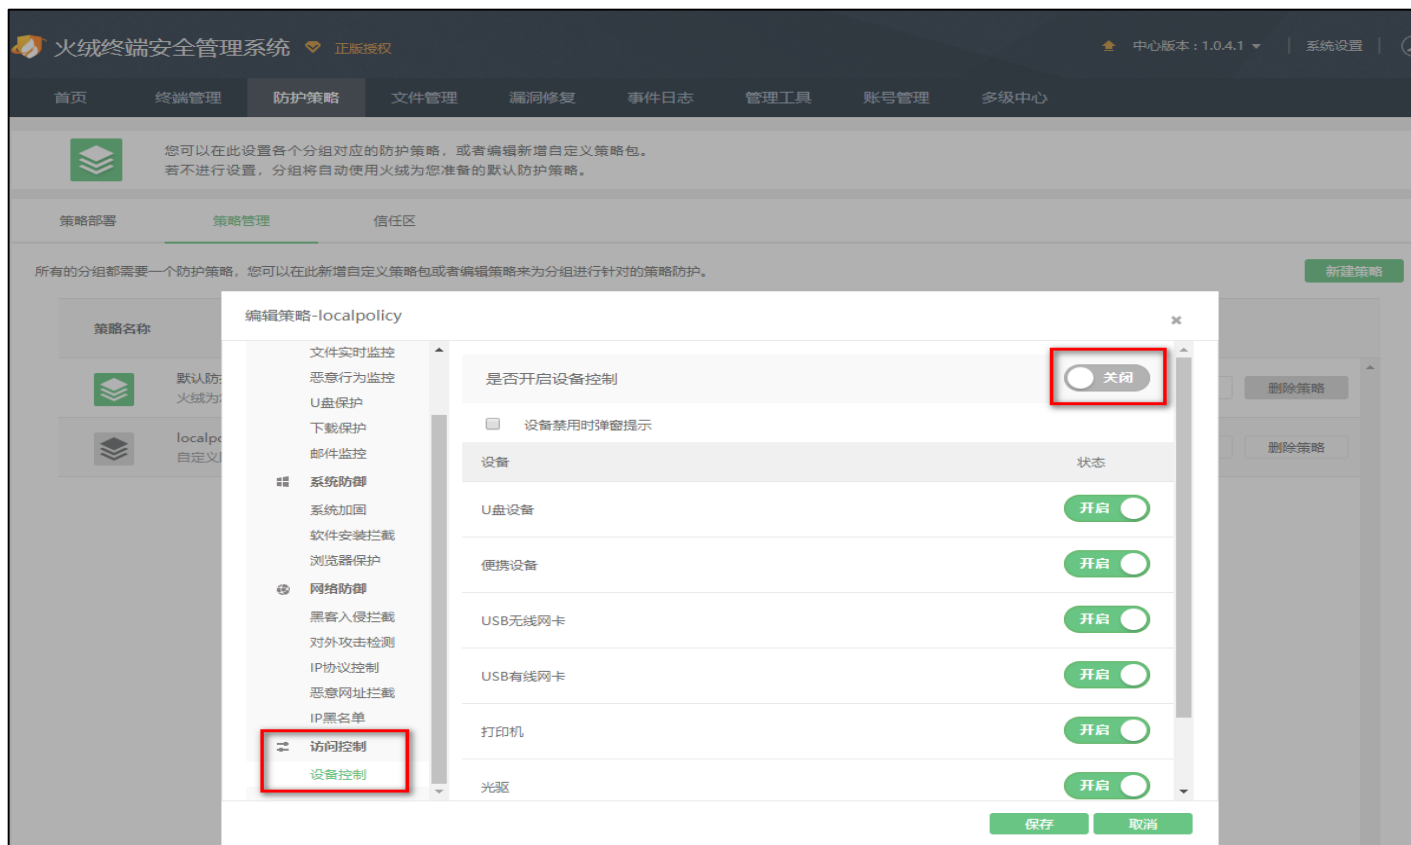 火绒终端安全管理系统 正版授权 中心版本：1.0.4.1 系统设置
首页 终端管理 防护策略 文件管理 漏洞修复 事件日志 管理工具 账号管理 多级中心
您可以在此设置各个分组对应的防护策略，或者编辑新增自定义策略包。
若不进行设置，分组将自动使用火绒为您准备的默认防护策略。
策略部署 策略管理 信任区
所有的分组都需要一个防护策略，您可以在此新增自定义策略包或者编辑策略来为分组进行针对的策略防护。 新建策略
策略名称
默认防
火绒为
删除策略
localpo
自定义
删除策略
编辑策略-localpolicy
文件实时监控
恶意行为监控
U盘保护
下载保护
邮件监控
系统防御
系统加固
软件安装拦截
浏览器保护
网络防御
黑客入侵拦截
对外攻击检测
IP协议控制
恶意网址拦截
IP黑名单
访问控制
设备控制
是否开启设备控制 关闭
设备禁用时弹窗提示
设备 状态
U盘设备 开启
便携设备 开启
USB无线网卡 开启
USB有线网卡 开启
打印机 开启
光驱 开启
保存 取消